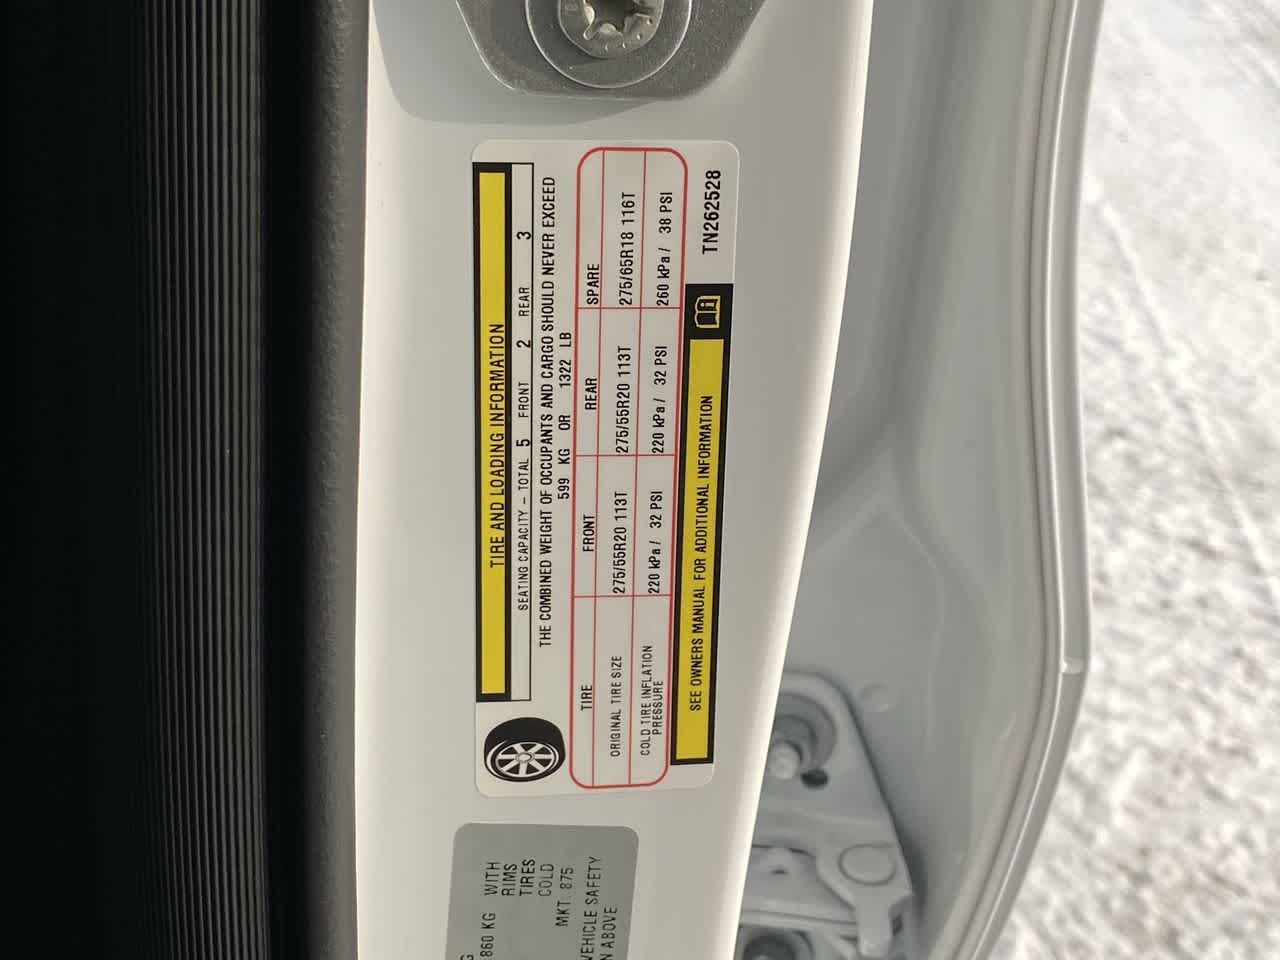 TIRE AND LOADING INFORMATION
SEATING CAPACITY - TOTAL 5 FRONT 2 REAR 3
THE COMBINED WEIGHT OF OCCUPANTS AND CARGO SHOULD NEVER EXCEED
599 KG OR 1322 LB
TIRE FRONT REAR SPARE
ORIGINAL TIRE SIZE 275/55R20 113T 275/55R20 113T 275/65R18 116T
COLD TIRE INFLATION PRESSURE 220 kPa / 32 PSI 220 kPa / 32 PSI 260 kPa / 38 PSI
SEE OWNERS MANUAL FOR ADDITIONAL INFORMATION
TN262528
860 KG WITH
RIMS
TIRES
COLD
MKT. 875
VEHICLE SAFETY
ABOVE